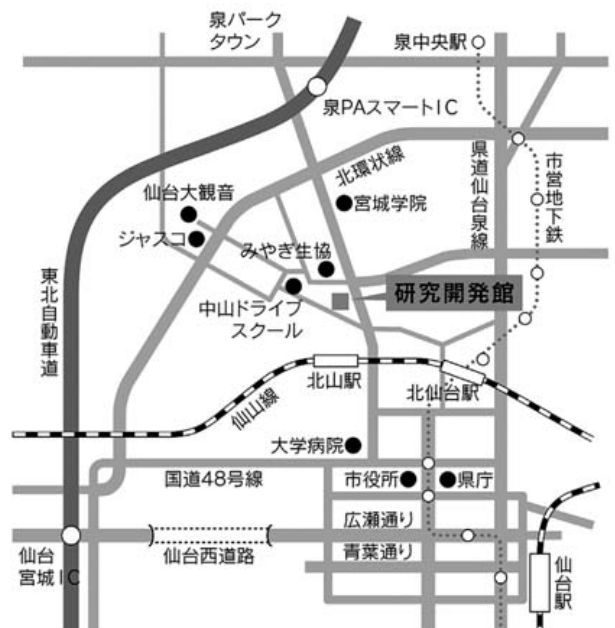 泉パーク
タウン
泉中央駅
泉PAスマートIC
北環状線
県道仙台泉線
市営地下鉄
仙台大観音
宮城学院
ジャスコ
みやぎ生協
研究開発館
中山ドライブ
スクール
東北自動車道
北山駅
北仙台駅
仙山線
大学病院
国道48号線
市役所
県庁
広瀬通り
仙台西道路
青葉通り
仙台
宮城IC
仙台駅